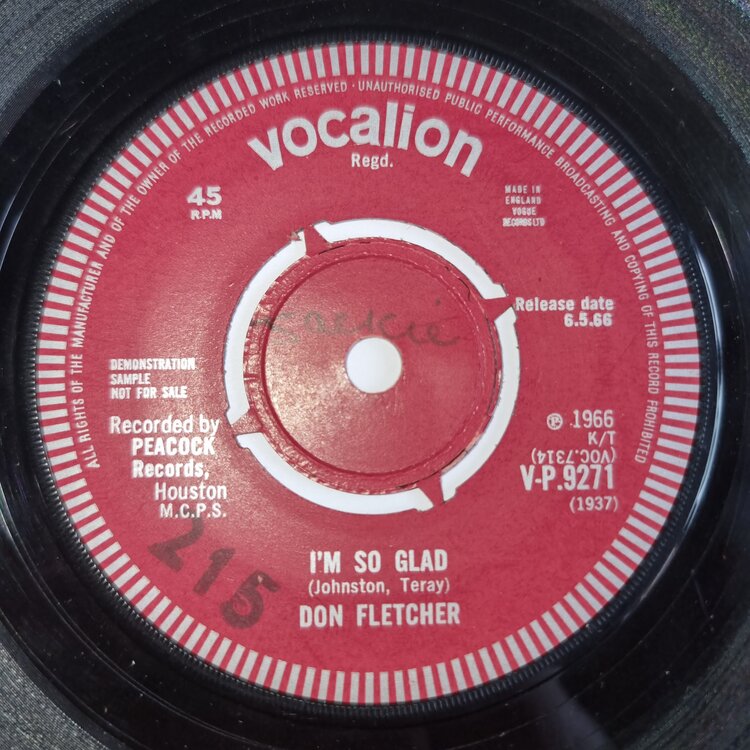 ALL RIGHTS OF THE MANUFACTURER AND OF THE OWNER OF THE RECORDED WORK RESERVED · UNAUTHORISED PUBLIC PERFORMANCE BROADCASTING AND COPYING OF THIS RECORD PROHIBITED
vocalion
Regd.
45
R.P.M
MADE IN
ENGLAND
VOGUE
RECORDS LTD
Release date
6.5.66
DEMONSTRATION
SAMPLE
NOT FOR SALE
Recorded by
PEACOCK
Records,
Houston
M.C.P.S.
℗ 1966
K/T
(VOC.7314)
V-P.9271
(1937)
215
I'M SO GLAD
(Johnston, Teray)
DON FLETCHER